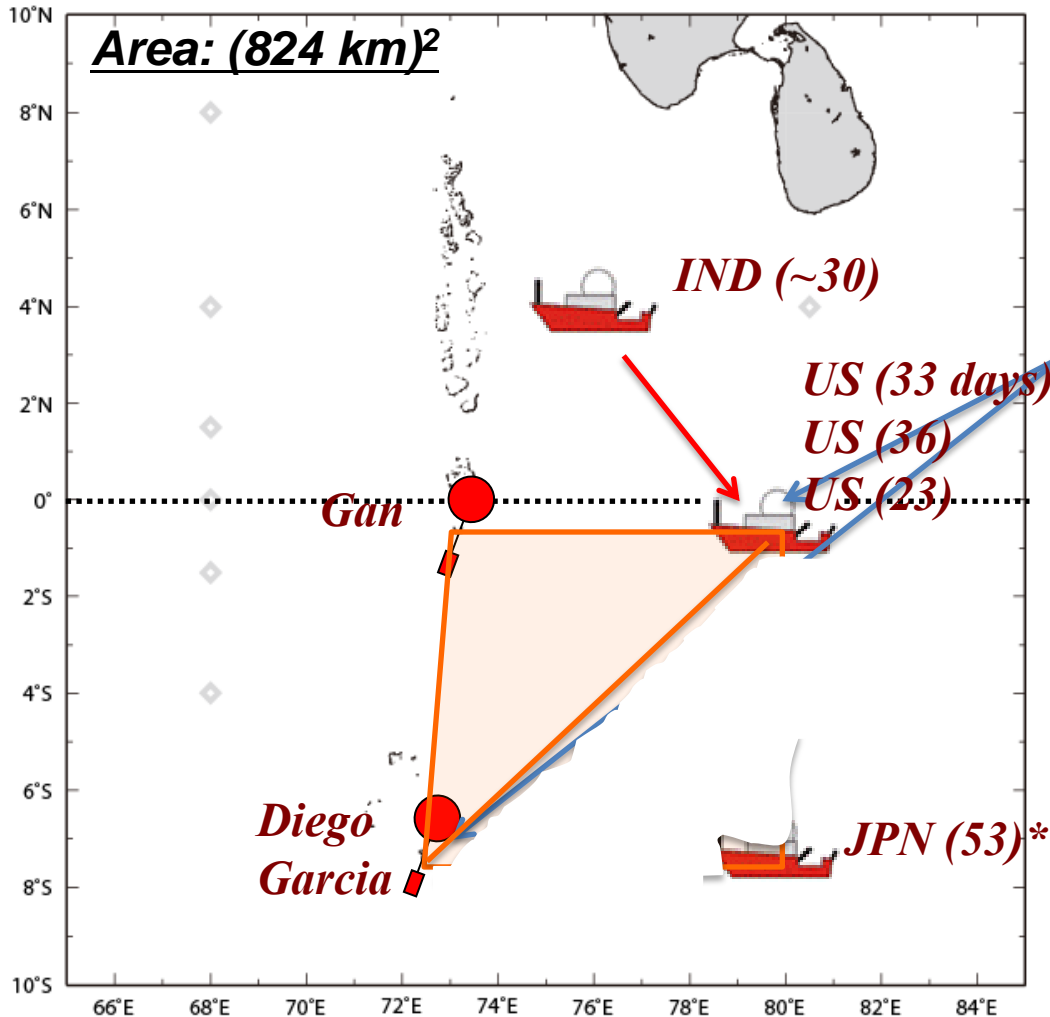 10˚N
Area: (824 km)²
8˚N
6˚N
IND (~30)
4˚N
US (33 days)
2˚N
US (36)
US (23)
0˚
Gan
2˚S
4˚S
6˚S
Diego
Garcia
JPN (53)*
8˚S
10˚S
66˚E 68˚E 70˚E 72˚E 74˚E 76˚E 78˚E 80˚E 82˚E 84˚E